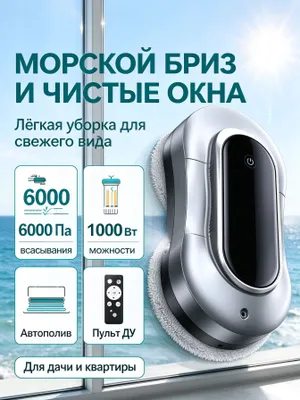 МОРСКОЙ БРИЗ
И ЧИСТЫЕ ОКНА
Лёгкая уборка для
свежего вида
6000
6000 Па
всасывания
1000 вт
можности
Автополив
Пульт ДУ
Для дачи и квартиры